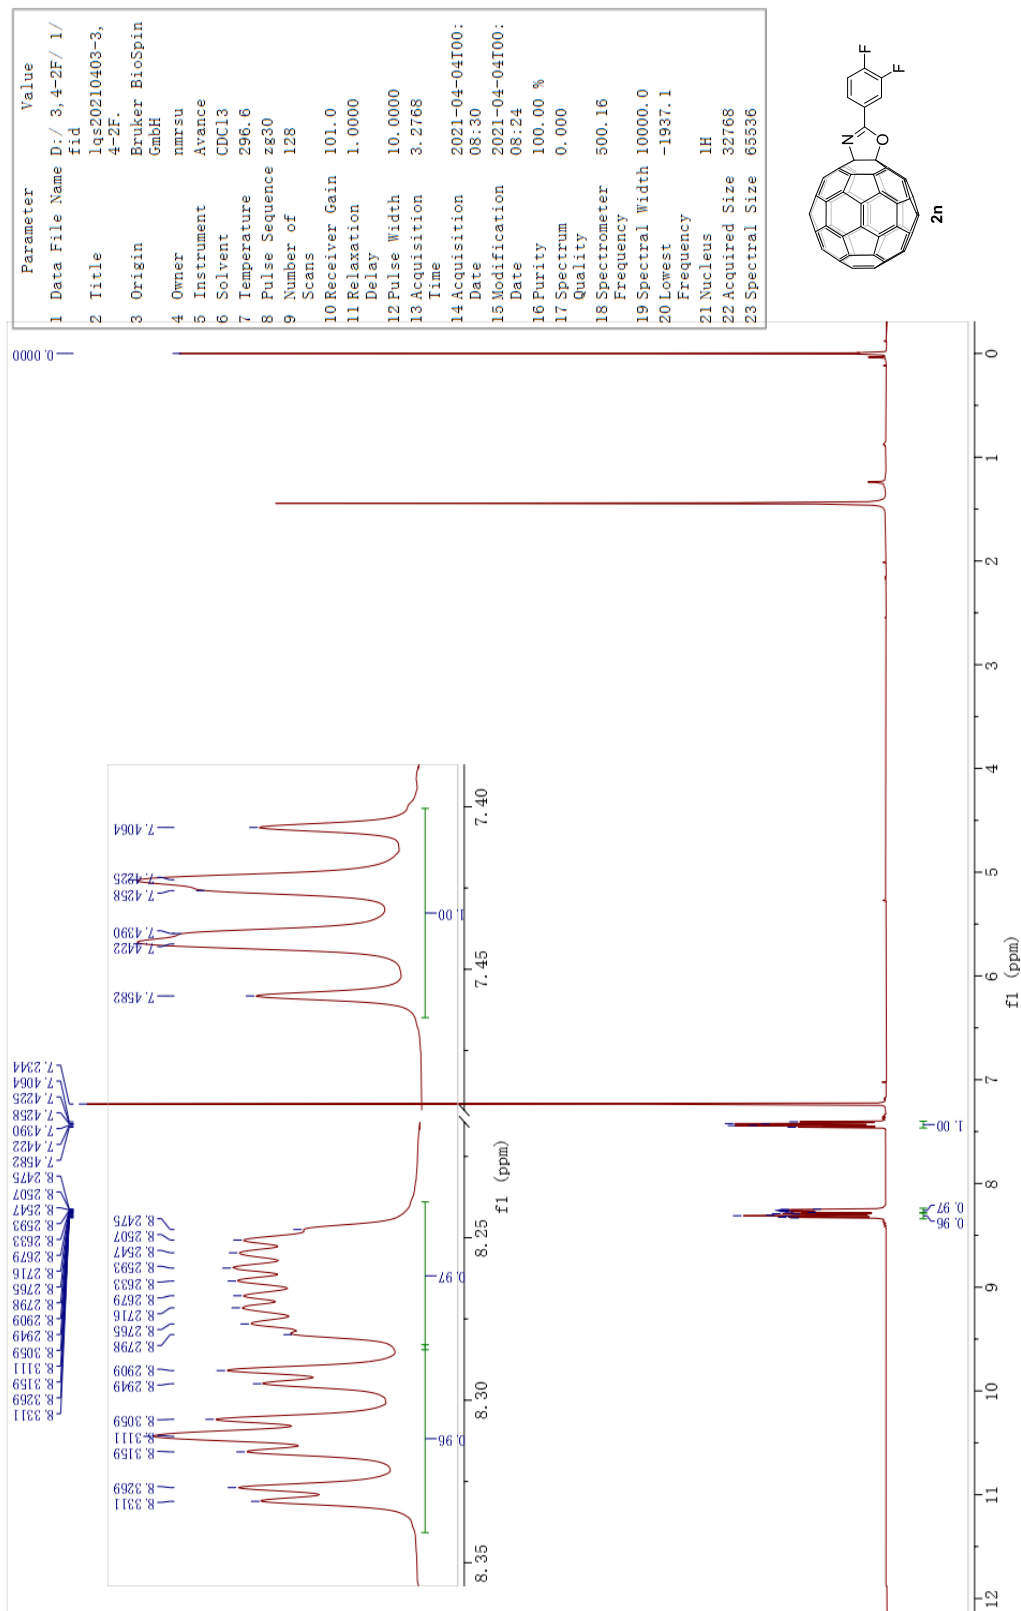 Parameter Value
1 Data File Name D:/ 3,4-2F/ 1/
fid
2 Title lqs20210403-3,
4-2F.
3 Origin Bruker BioSpin
GmbH
4 Owner nmrsu
5 Instrument Avance
6 Solvent CDCl3
7 Temperature 296.6
8 Pulse Sequence zg30
9 Number of 128
Scans
10 Receiver Gain 101.0
11 Relaxation 1.0000
Delay
12 Pulse Width 10.0000
13 Acquisition 3.2768
Time
14 Acquisition 2021-04-04T00:
Date 08:30
15 Modification 2021-04-04T00:
Date 08:24
16 Purity 100.00 %
17 Spectrum 0.000
Quality
18 Spectrometer 500.16
Frequency
19 Spectral Width 10000.0
20 Lowest -1937.1
Frequency
21 Nucleus 1H
22 Acquired Size 32768
23 Spectral Size 65536
N
O
F
F
2n
8.3311
8.3269
8.3159
8.3111
8.3059
8.2949
8.2909
8.2798
8.2765
8.2716
8.2679
8.2633
8.2593
8.2547
8.2507
8.2475
7.4582
7.4422
7.4390
7.4258
7.4225
7.4064
7.2344
0.0000
8.3311
8.3269
8.3159
8.3111
8.3059
8.2949
8.2909
8.2798
8.2765
8.2716
8.2679
8.2633
8.2593
8.2547
8.2507
8.2475
7.4582
7.4422
7.4390
7.4258
7.4225
7.4064
0.96
0.97
1.00
8.35 8.30 8.25 7.45 7.40
f1 (ppm)
0.96
0.97
1.00
12 11 10 9 8 7 6 5 4 3 2 1 0
f1 (ppm)